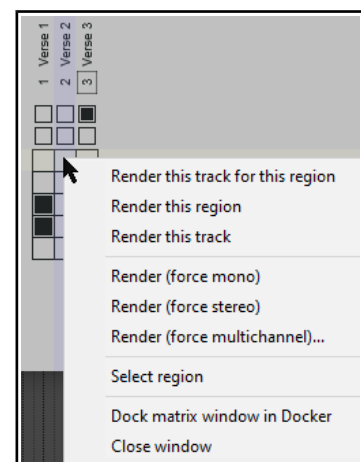 1 Verse 1
2 Verse 2
3 Verse 3
Render this track for this region
Render this region
Render this track
Render (force mono)
Render (force stereo)
Render (force multichannel)...
Select region
Dock matrix window in Docker
Close window